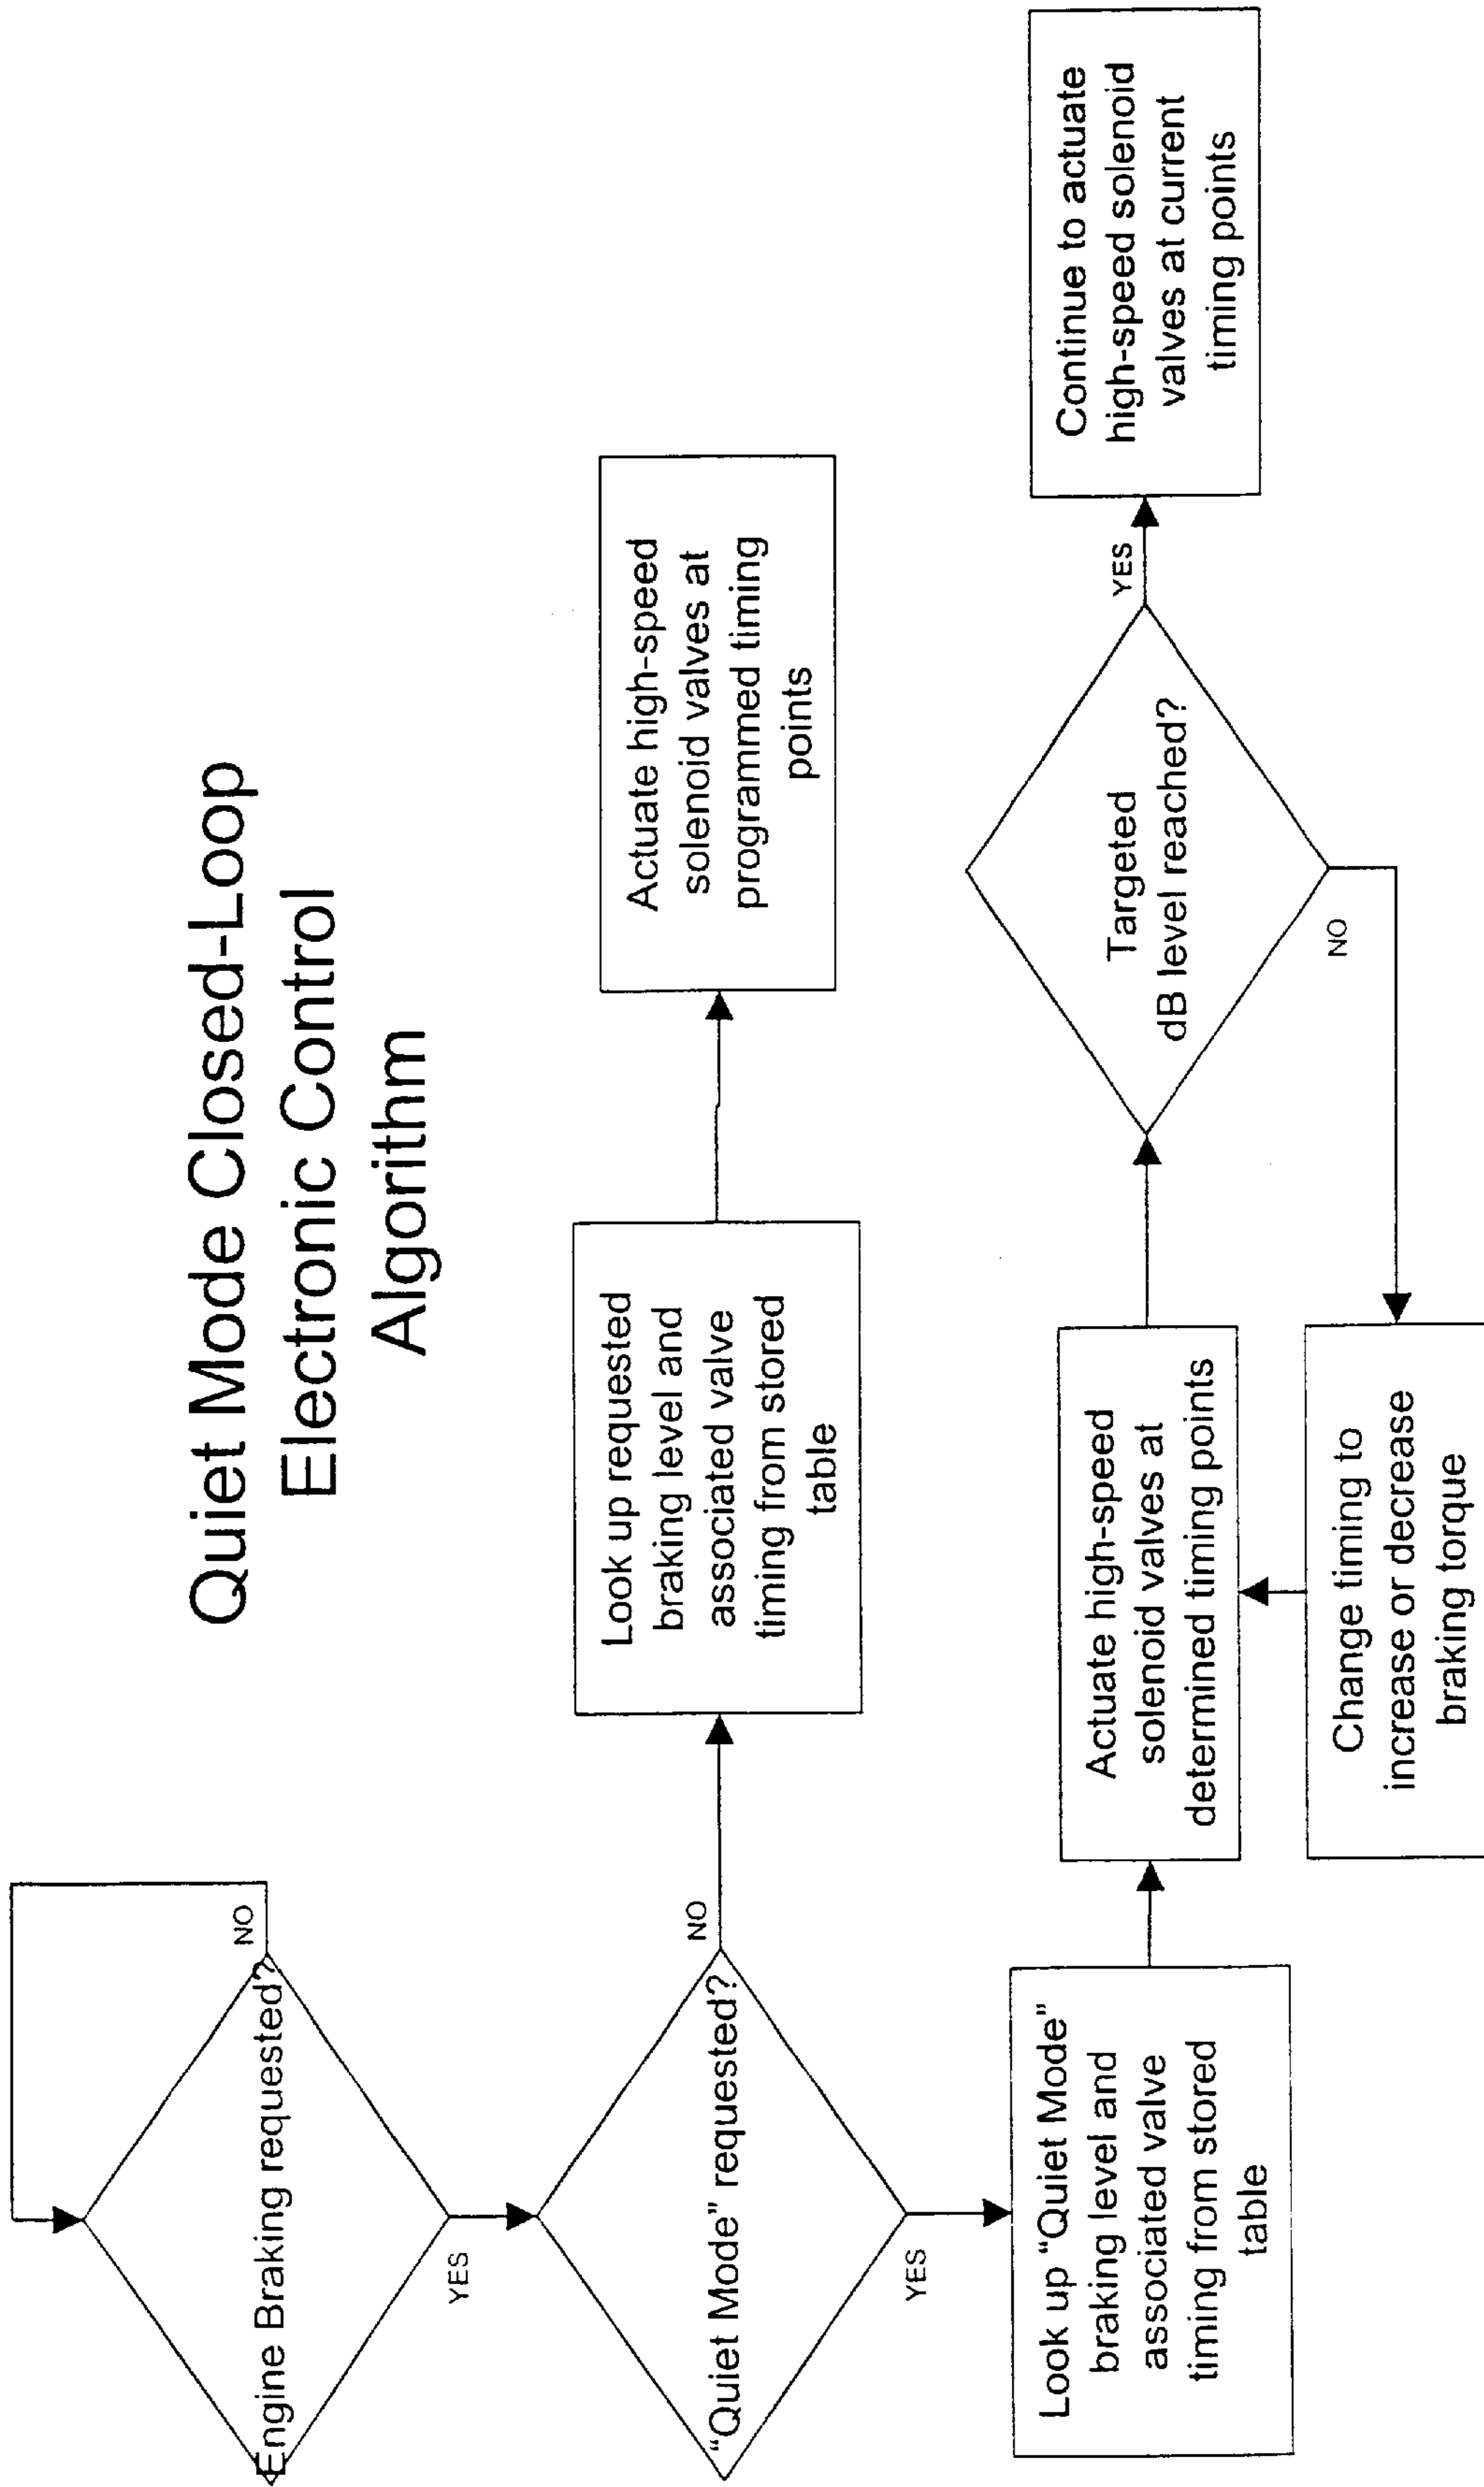 Quiet Mode Closed-Loop
Electronic Control
Algorithm
Engine Braking requested?
NO
YES
“Quiet Mode” requested?
NO
Look up requested
braking level and
associated valve
timing from stored
table
Actuate high-speed
solenoid valves at
programmed timing
points
YES
Look up “Quiet Mode”
braking level and
associated valve
timing from stored
table
Actuate high-speed
solenoid valves at
determined timing points
Targeted
dB level reached?
YES
Continue to actuate
high-speed solenoid
valves at current
timing points
NO
Change timing to
increase or decrease
braking torque